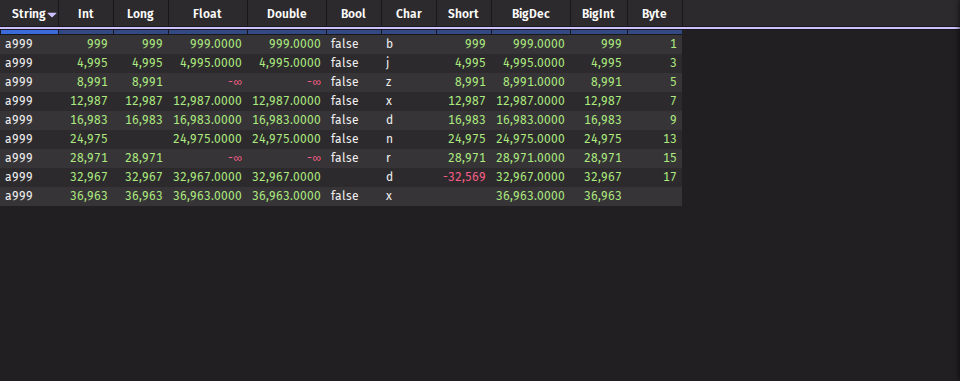 String Int Long Float Double Bool Char Short BigDec BigInt Byte
a999 999 999 999.0000 999.0000 false b 999 999.0000 999 1
a999 4,995 4,995 4,995.0000 4,995.0000 false j 4,995 4,995.0000 4,995 3
a999 8,991 8,991 -∞ -∞ false z 8,991 8,991.0000 8,991 5
a999 12,987 12,987 12,987.0000 12,987.0000 false x 12,987 12,987.0000 12,987 7
a999 16,983 16,983 16,983.0000 16,983.0000 false d 16,983 16,983.0000 16,983 9
a999 24,975 24,975.0000 24,975.0000 false n 24,975 24,975.0000 24,975 13
a999 28,971 28,971 -∞ -∞ false r 28,971 28,971.0000 28,971 15
a999 32,967 32,967 32,967.0000 32,967.0000 d -32,569 32,967.0000 32,967 17
a999 36,963 36,963 36,963.0000 36,963.0000 false x 36,963.0000 36,963